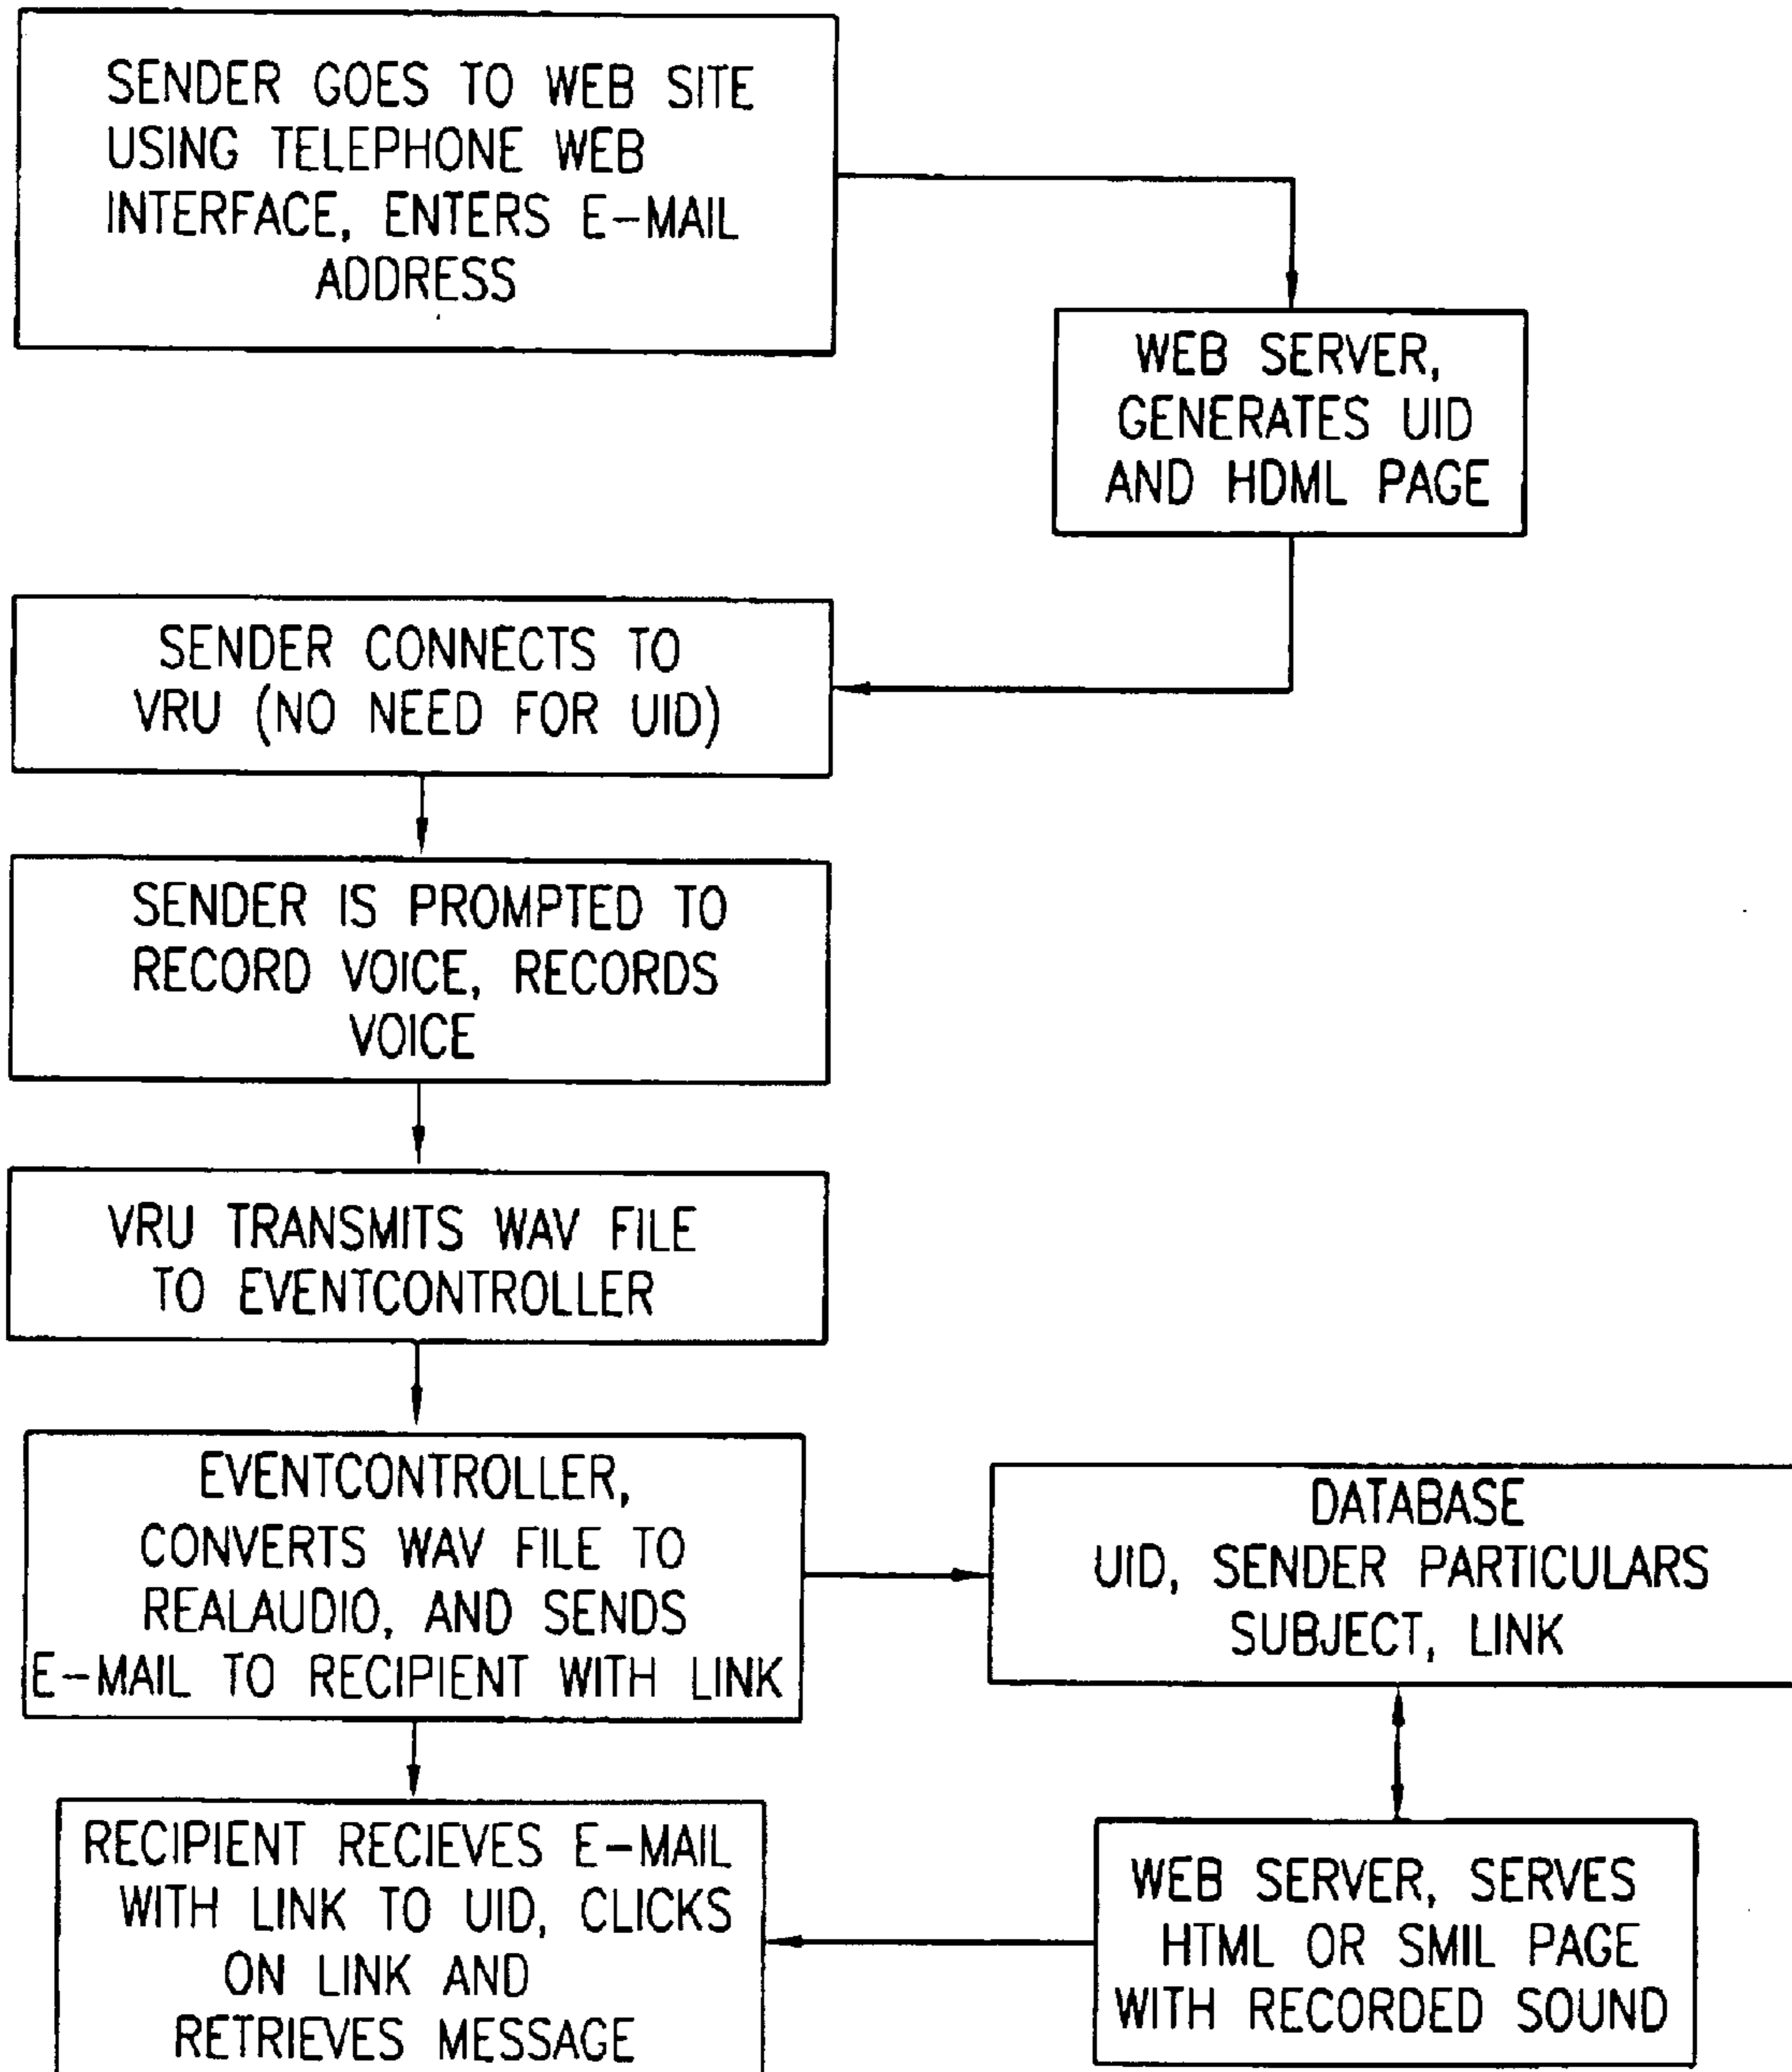 SENDER GOES TO WEB SITE
USING TELEPHONE WEB
INTERFACE, ENTERS E-MAIL
ADDRESS
WEB SERVER,
GENERATES UID
AND HDML PAGE
SENDER CONNECTS TO
VRU (NO NEED FOR UID)
SENDER IS PROMPTED TO
RECORD VOICE, RECORDS
VOICE
VRU TRANSMITS WAV FILE
TO EVENTCONTROLLER
EVENTCONTROLLER,
CONVERTS WAV FILE TO
REALAUDIO, AND SENDS
E-MAIL TO RECIPIENT WITH LINK
DATABASE
UID, SENDER PARTICULARS
SUBJECT, LINK
RECIPIENT RECIEVES E-MAIL
WITH LINK TO UID, CLICKS
ON LINK AND
RETRIEVES MESSAGE
WEB SERVER, SERVES
HTML OR SMIL PAGE
WITH RECORDED SOUND